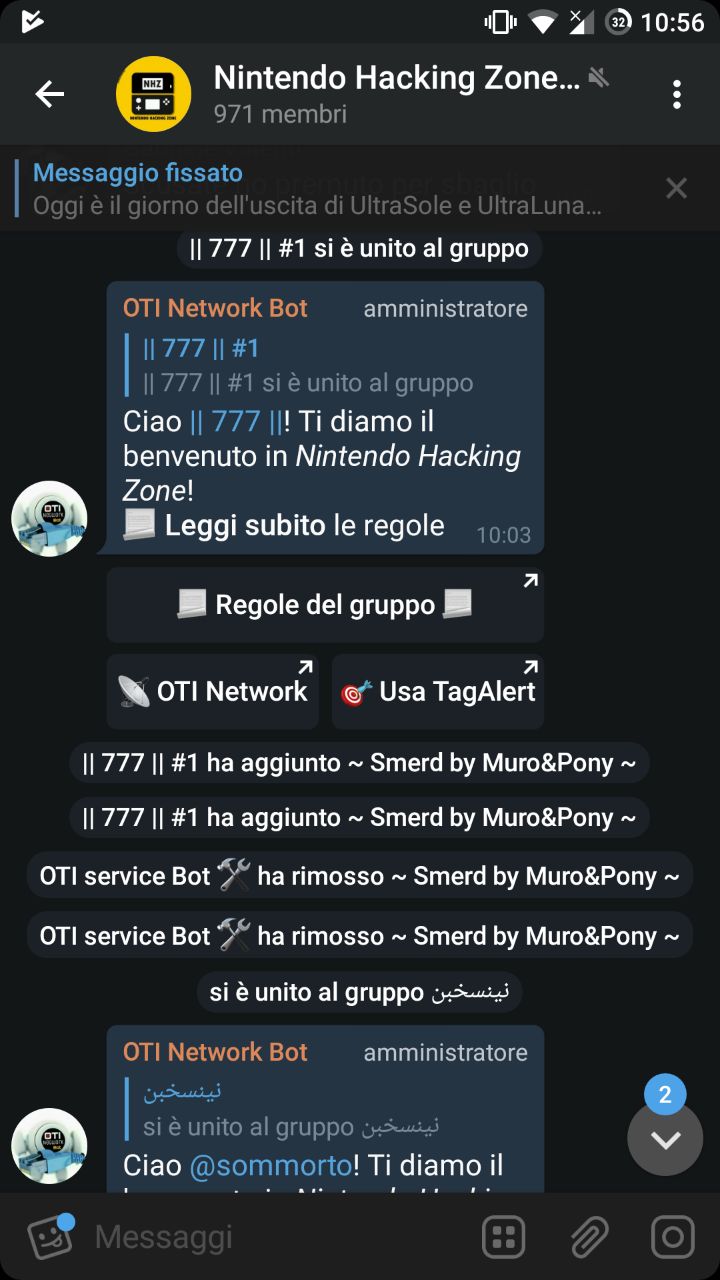 32 10:56
NHZ
NINTENDO HACKING ZONE
Nintendo Hacking Zone...
971 membri
Messaggio fissato
Oggi è il giorno dell'uscita di UltraSole e UltraLuna...
|| 777 || #1 si è unito al gruppo
OTI Network Bot amministratore
|| 777 || #1
|| 777 || #1 si è unito al gruppo
Ciao || 777 ||! Ti diamo il
benvenuto in Nintendo Hacking
Zone!
📃 Leggi subito le regole 10:03
OTI
📃 Regole del gruppo 📃
📡 OTI Network
🎯 Usa TagAlert
|| 777 || #1 ha aggiunto ~ Smerd by Muro&Pony ~
|| 777 || #1 ha aggiunto ~ Smerd by Muro&Pony ~
OTI service Bot 🛠 ha rimosso ~ Smerd by Muro&Pony ~
OTI service Bot 🛠 ha rimosso ~ Smerd by Muro&Pony ~
si è unito al gruppo نينسخبن
OTI Network Bot amministratore
نينسخبن
si è unito al gruppo نينسخبن
Ciao @sommorto! Ti diamo il
OTI
2
Messaggi